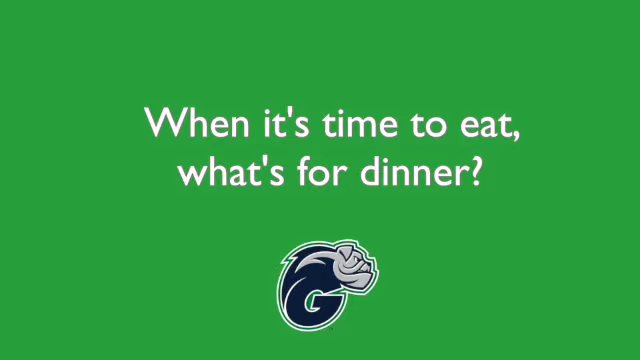 When it's time to eat,
what's for dinner?
G